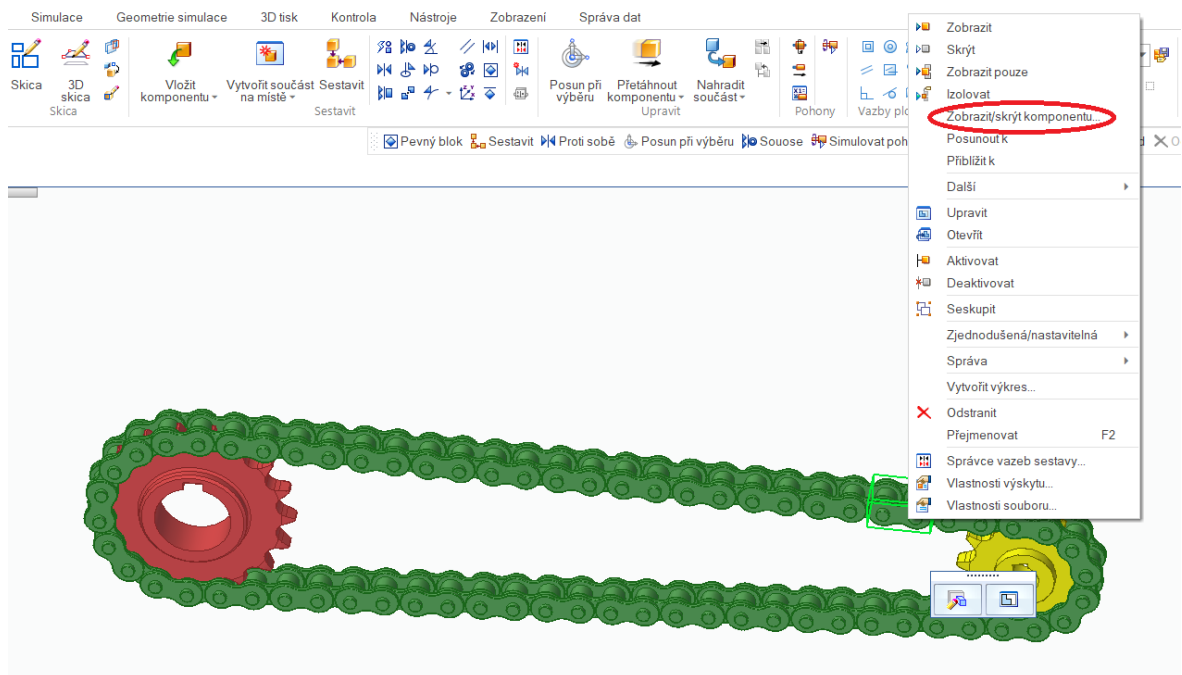 Simulace Geometrie simulace 3D tisk Kontrola Nástroje Zobrazení Správa dat
Skica
3D
skica
Vložit
komponentu
Vytvořit součást
na místě
Sestavit
Posun při
výběru
Přetáhnout
komponentu
Nahradit
součást
Skica
Sestavit
Upravit
Pohony
Vazby plo
Pevný blok Sestavit Proti sobě Posun při výběru Souose Simulovat poh
Zobrazit
Skrýt
Zobrazit pouze
Izolovat
Zobrazit/skrýt komponentu...
Posunout k
Přiblížit k
Další
Upravit
Otevřít
Aktivovat
Deaktivovat
Seskupit
Zjednodušená/nastavitelná
Správa
Vytvořit výkres...
Odstranit
Přejmenovat F2
Správce vazeb sestavy...
Vlastnosti výskytu...
Vlastnosti souboru...